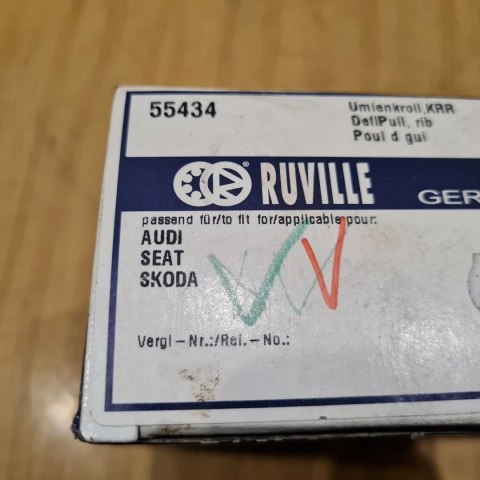 55434
Umlenkroll,KRR
DeflPull, rib
Poul d gui
RUVILLE
GER
passend für/to fit for/applicable pour:
AUDI
SEAT
SKODA
Vergl-Nr.:/Ref.-No.: